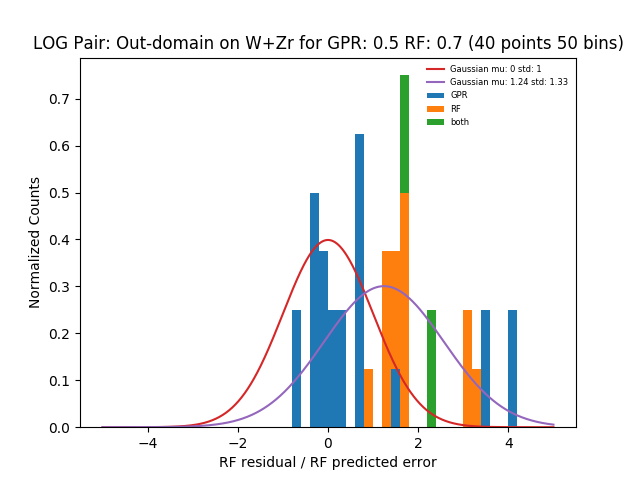 LOG Pair: Out-domain on W+Zr for GPR: 0.5 RF: 0.7 (40 points 50 bins)
Gaussian mu: 0 std: 1
Gaussian mu: 1.24 std: 1.33
GPR
RF
both
Normalized Counts
0.7
0.6
0.5
0.4
0.3
0.2
0.1
0.0
−4
−2
0
2
4
RF residual / RF predicted error